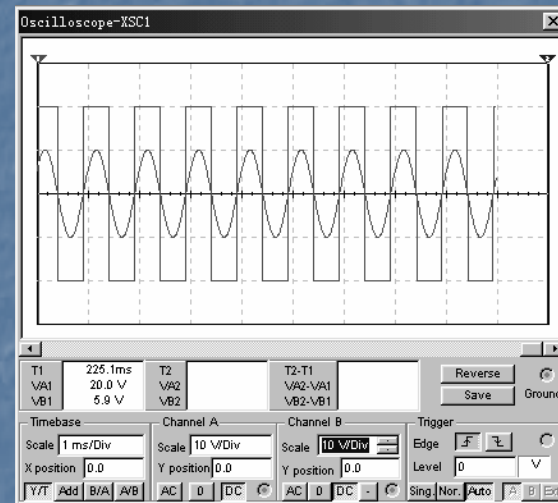 Oscilloscope-XSC1
1 2
T1 225.1ms T2 T2-T1 Reverse
VA1 20.0 V VA2 VA2-VA1 Save Ground
VB1 5.9 V VB2 VB2-VB1
Timebase Channel A Channel B Trigger
Scale 1 ms/Div Scale 10 V/Div Scale 10 V/Div Edge
X position 0.0 Y position 0.0 Y position 0.0 Level 0 V
Y/T Add B/A A/B AC 0 DC AC 0 DC - Sing. Nor. Auto A B